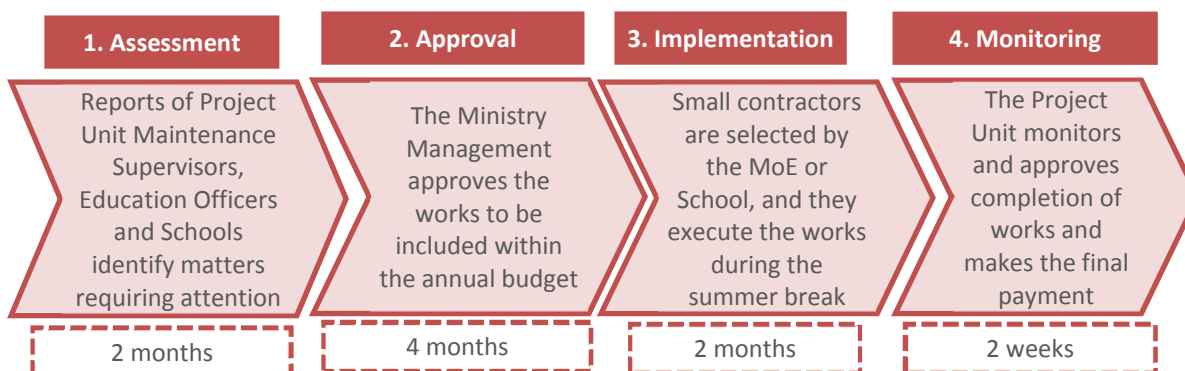 1. Assessment
Reports of Project
Unit Maintenance
Supervisors,
Education Officers
and Schools
identify matters
requiring attention
2 months
2. Approval
The Ministry
Management
approves the
works to be
included within
the annual budget
4 months
3. Implementation
Small contractors
are selected by
the MoE or
School, and they
execute the works
during the
summer break
2 months
4. Monitoring
The Project
Unit monitors
and approves
completion of
works and
makes the final
payment
2 weeks